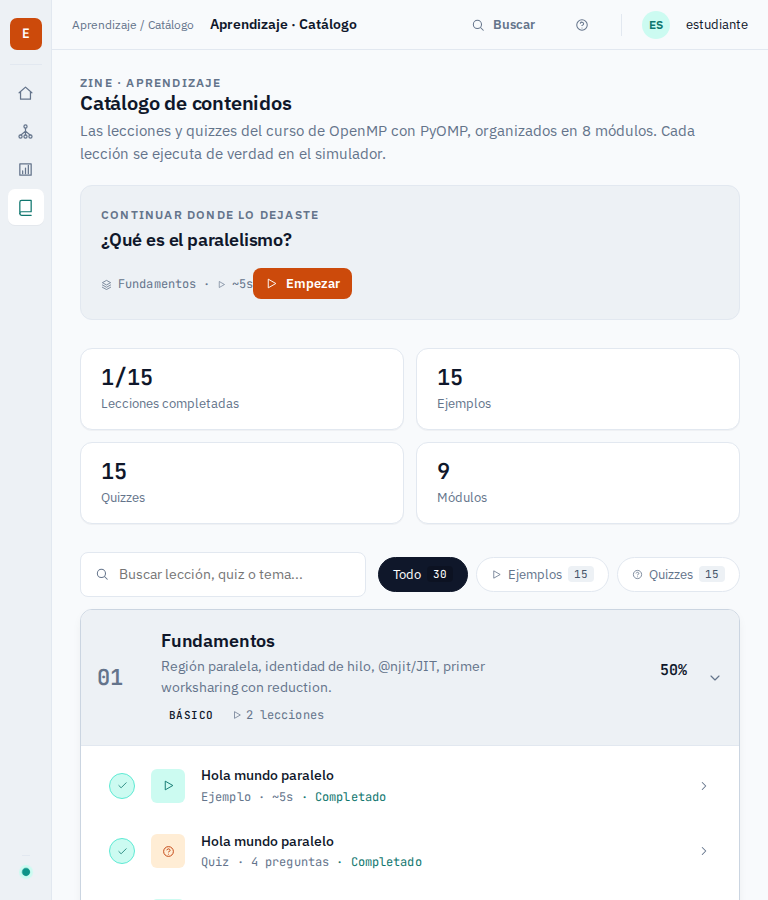 E
Aprendizaje / Catálogo
Aprendizaje · Catálogo
Buscar
ES
estudiante
ZINE · APRENDIZAJE
Catálogo de contenidos
Las lecciones y quizzes del curso de OpenMP con PyOMP, organizados en 8 módulos. Cada
lección se ejecuta de verdad en el simulador.
CONTINUAR DONDE LO DEJASTE
¿Qué es el paralelismo?
Fundamentos · ~5s
Empezar
1/15
Lecciones completadas
15
Ejemplos
15
Quizzes
9
Módulos
Buscar lección, quiz o tema...
Todo 30
Ejemplos 15
Quizzes 15
01
Fundamentos
Región paralela, identidad de hilo, @njit/JIT, primer
worksharing con reduction.
BÁSICO
2 lecciones
50%
Hola mundo paralelo
Ejemplo · ~5s · Completado
Hola mundo paralelo
Quiz · 4 preguntas · Completado